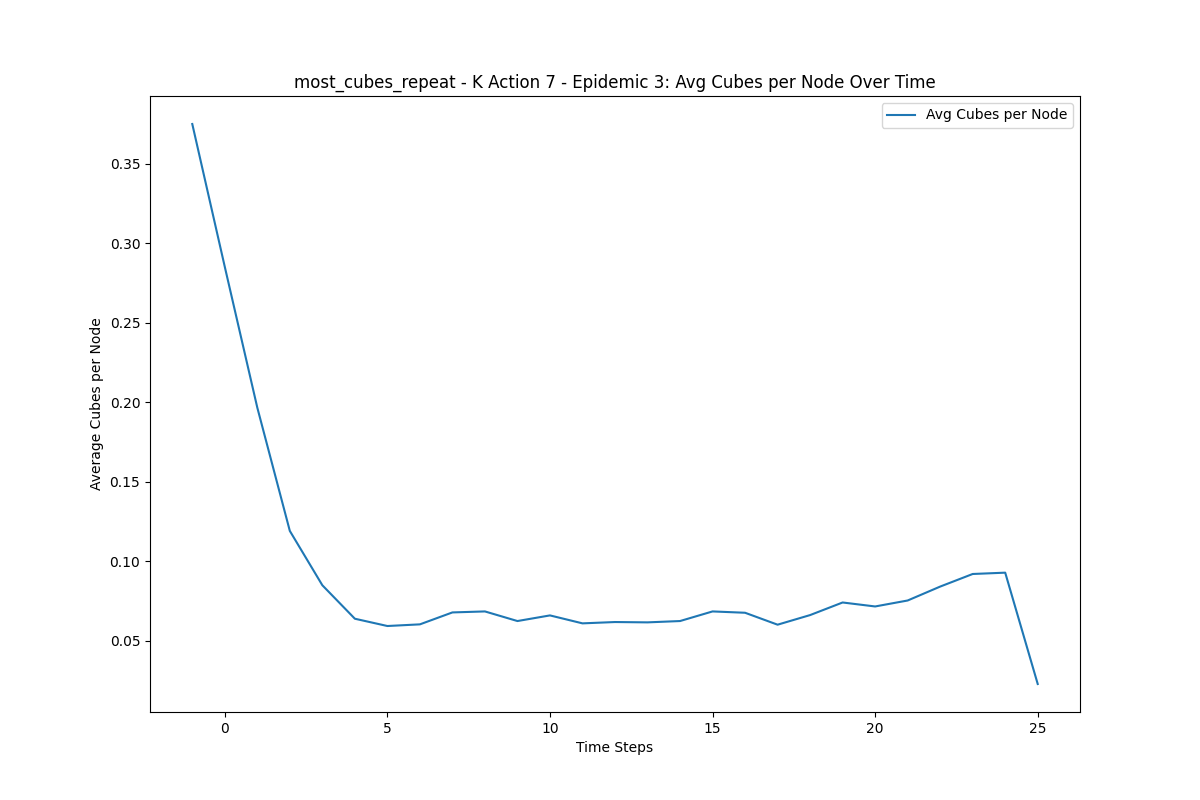 most_cubes_repeat - K Action 7 - Epidemic 3: Avg Cubes per Node Over Time
Avg Cubes per Node
Average Cubes per Node
0.35
0.30
0.25
0.20
0.15
0.10
0.05
0 5 10 15 20 25
Time Steps